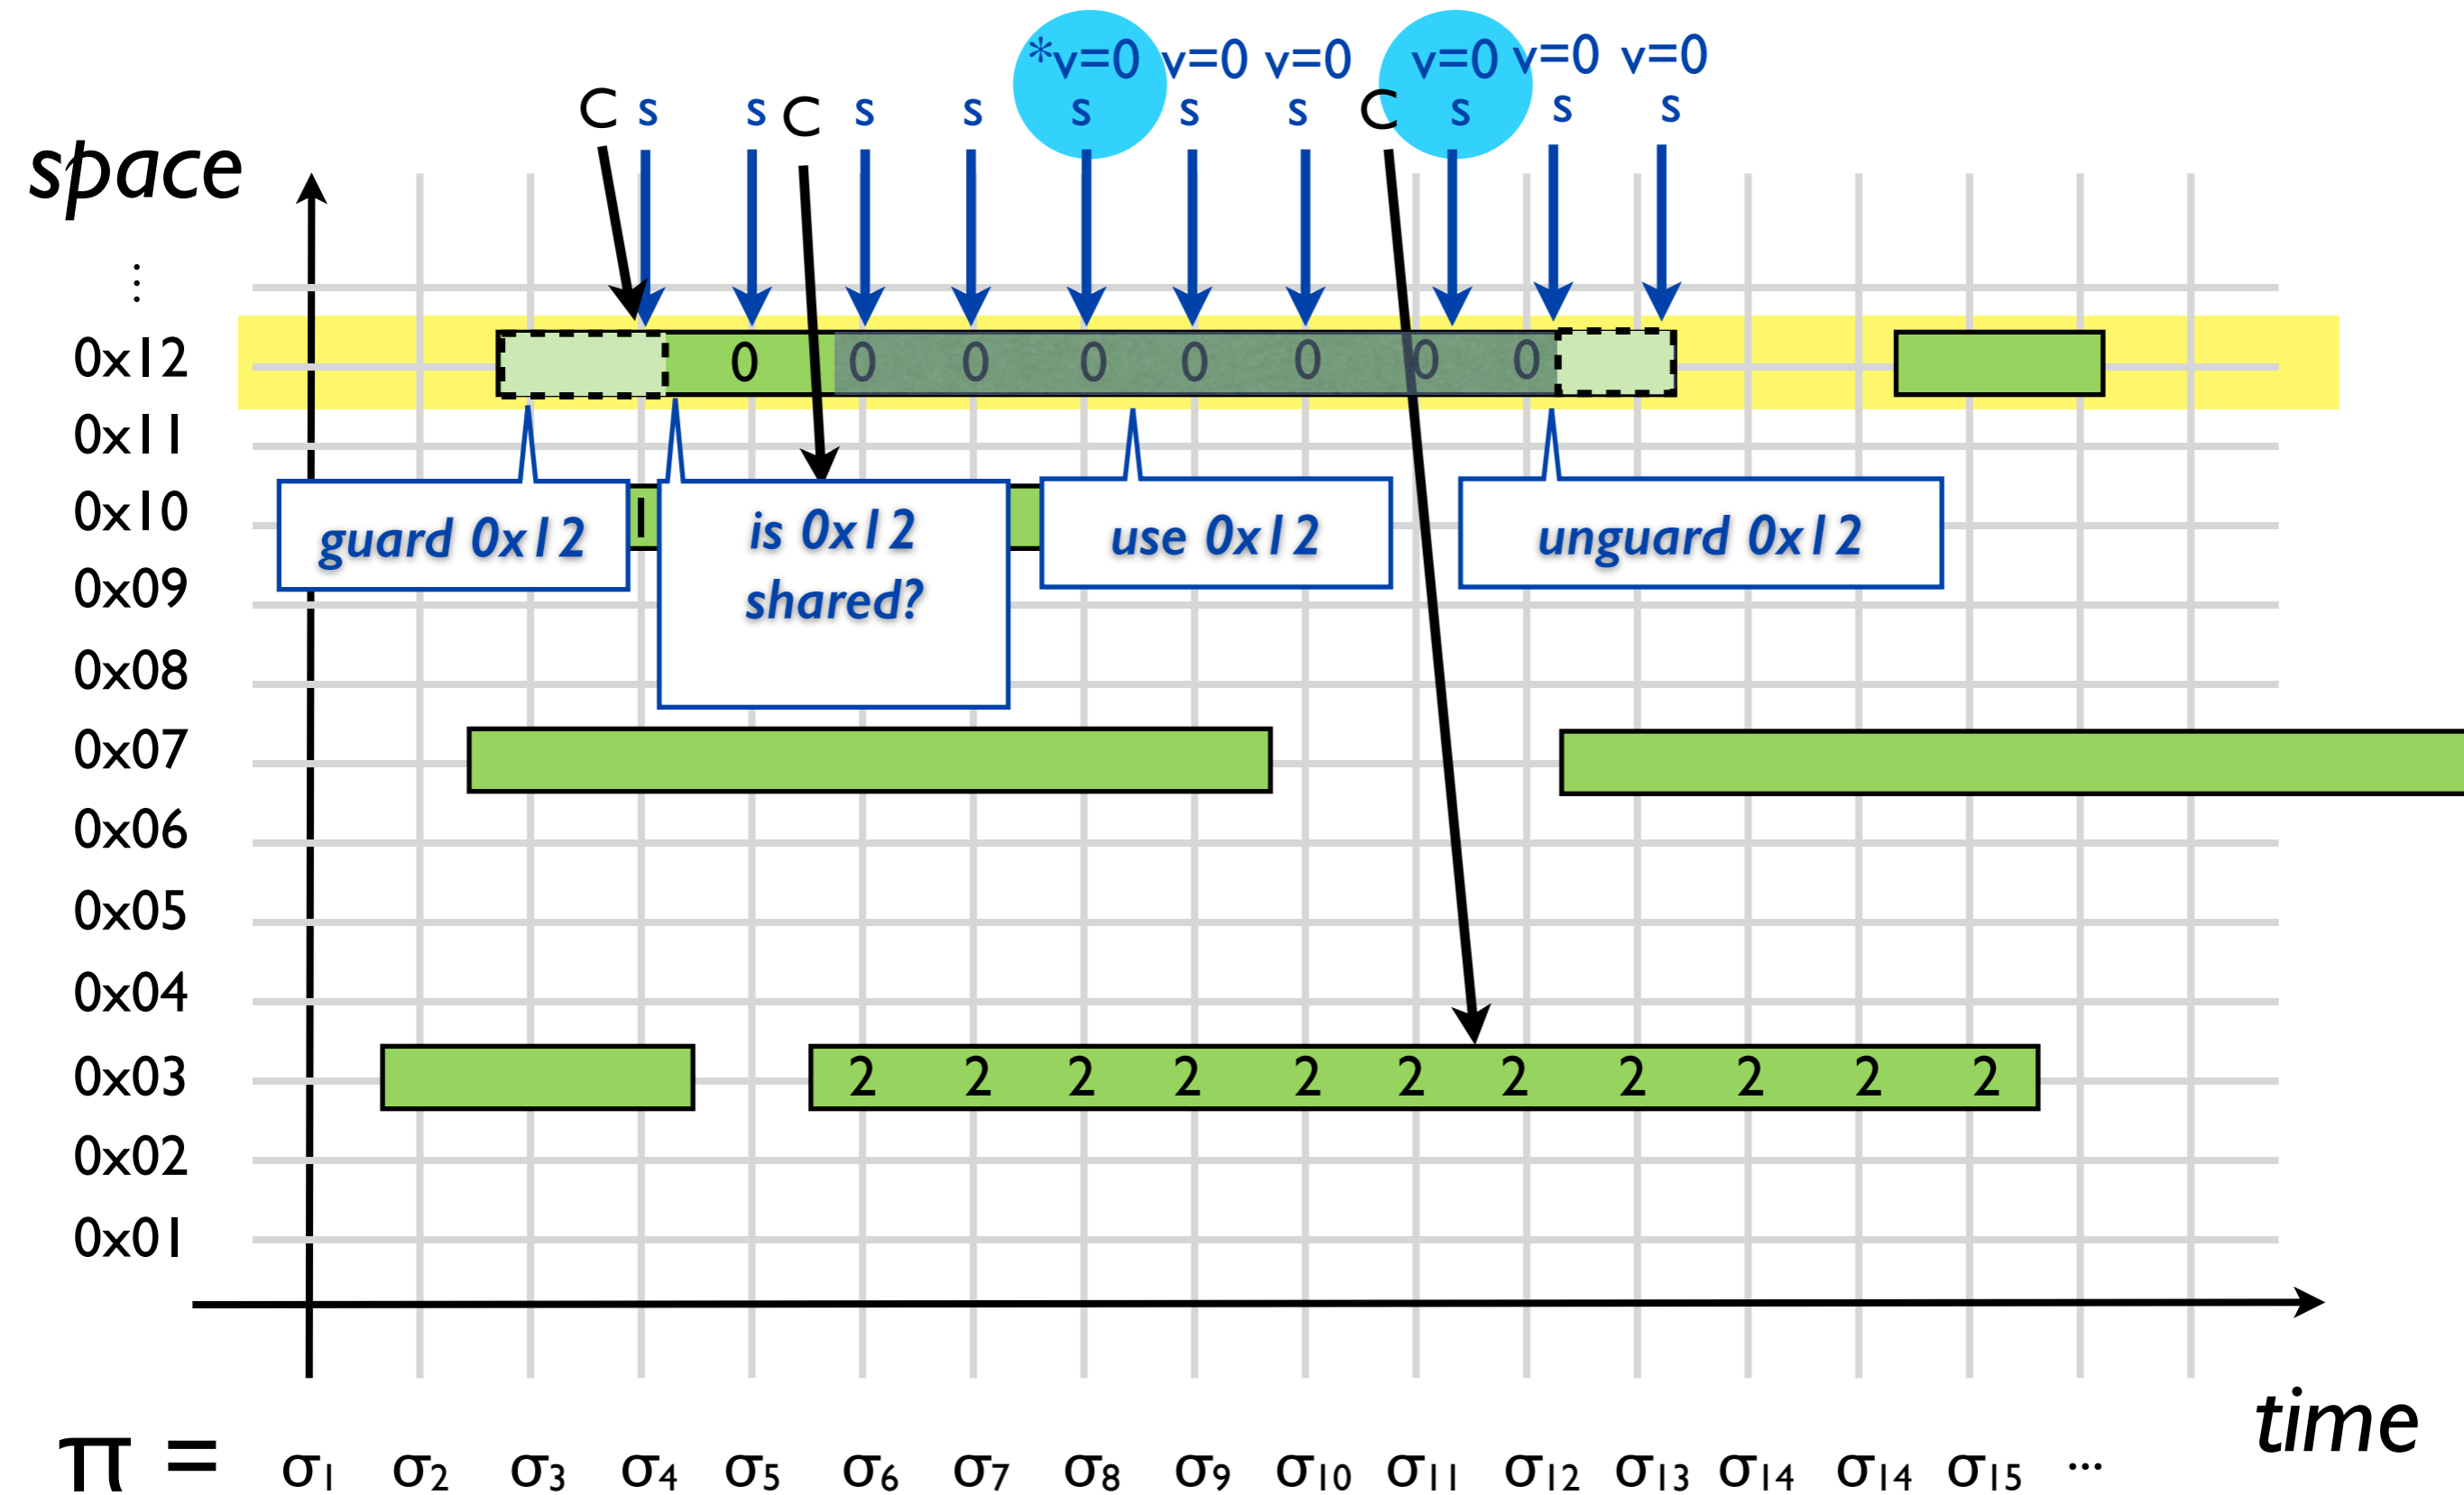 *v=0 v=0 v=0 v=0 v=0 v=0
C s s C s s s s s C s s s
space
⋮
0x12 0 0 0 0 0 0 0 0
0x11
0x10 1
guard 0x12
is 0x12
shared?
use 0x12
unguard 0x12
0x09
0x08
0x07
0x06
0x05
0x04
0x03 2 2 2 2 2 2 2 2 2 2 2
0x02
0x01
time
π = σ1 σ2 σ3 σ4 σ5 σ6 σ7 σ8 σ9 σ10 σ11 σ12 σ13 σ14 σ14 σ15 ...